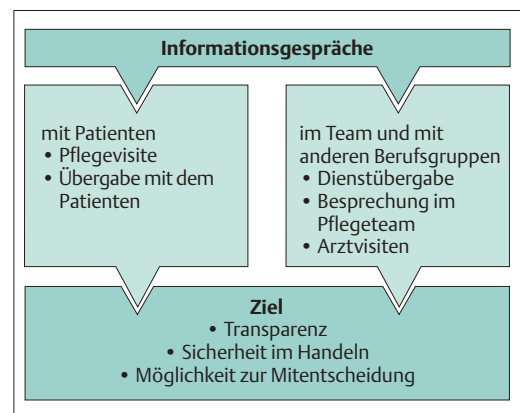 Informationsgespräche
mit Patienten
• Pflegevisite
• Übergabe mit dem
Patienten
im Team und mit
anderen Berufsgruppen
• Dienstübergabe
• Besprechung im
Pflegeteam
• Arztvisiten
Ziel
• Transparenz
• Sicherheit im Handeln
• Möglichkeit zur Mitentscheidung